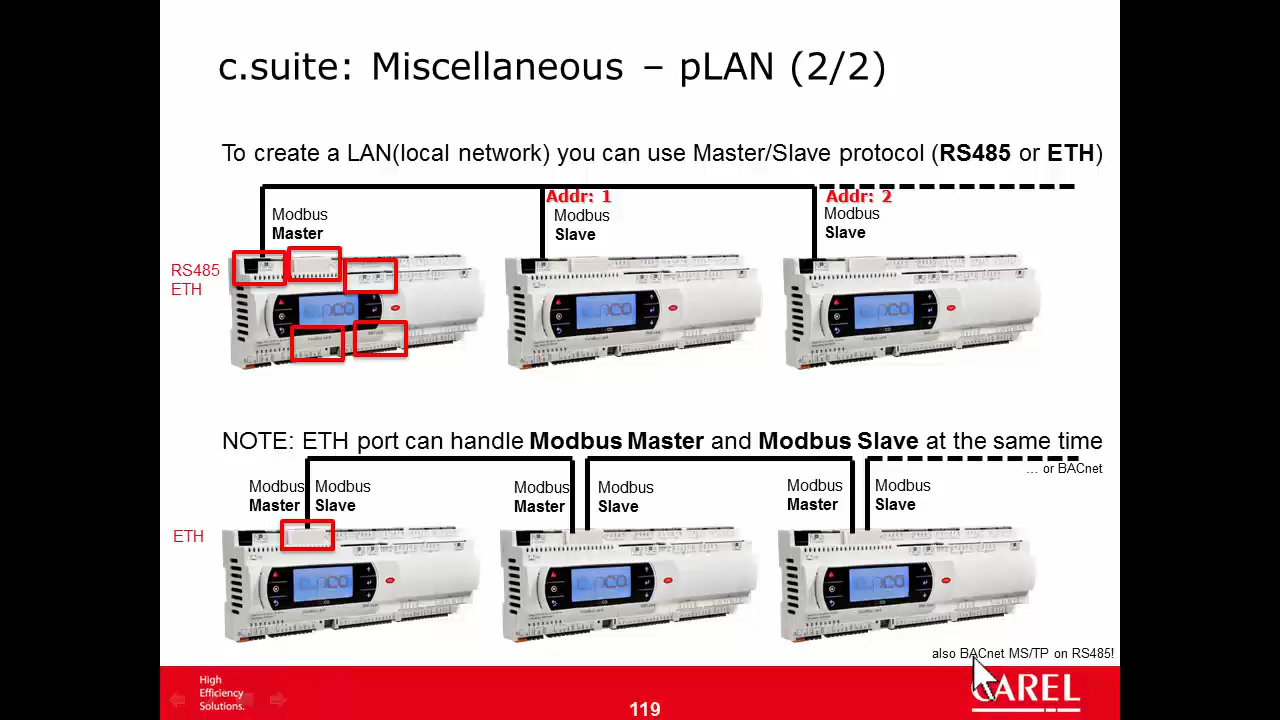 c.suite: Miscellaneous – pLAN (2/2)
To create a LAN(local network) you can use Master/Slave protocol (RS485 or ETH)
Addr: 1
Addr: 2
Modbus
Master
Modbus
Slave
Modbus
Slave
RS485
ETH
NOTE: ETH port can handle Modbus Master and Modbus Slave at the same time
... or BACnet
Modbus
Master
Modbus
Slave
Modbus
Master
Modbus
Slave
Modbus
Master
Modbus
Slave
ETH
also BACnet MS/TP on RS485!
High
Efficiency
Solutions.
119
CAREL